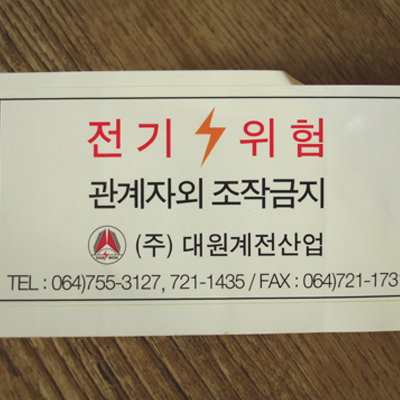 전기 위험
관계자외 조작금지
(주) 대원계전산업
TEL : 064)755-3127, 721-1435 / FAX : 064)721-173